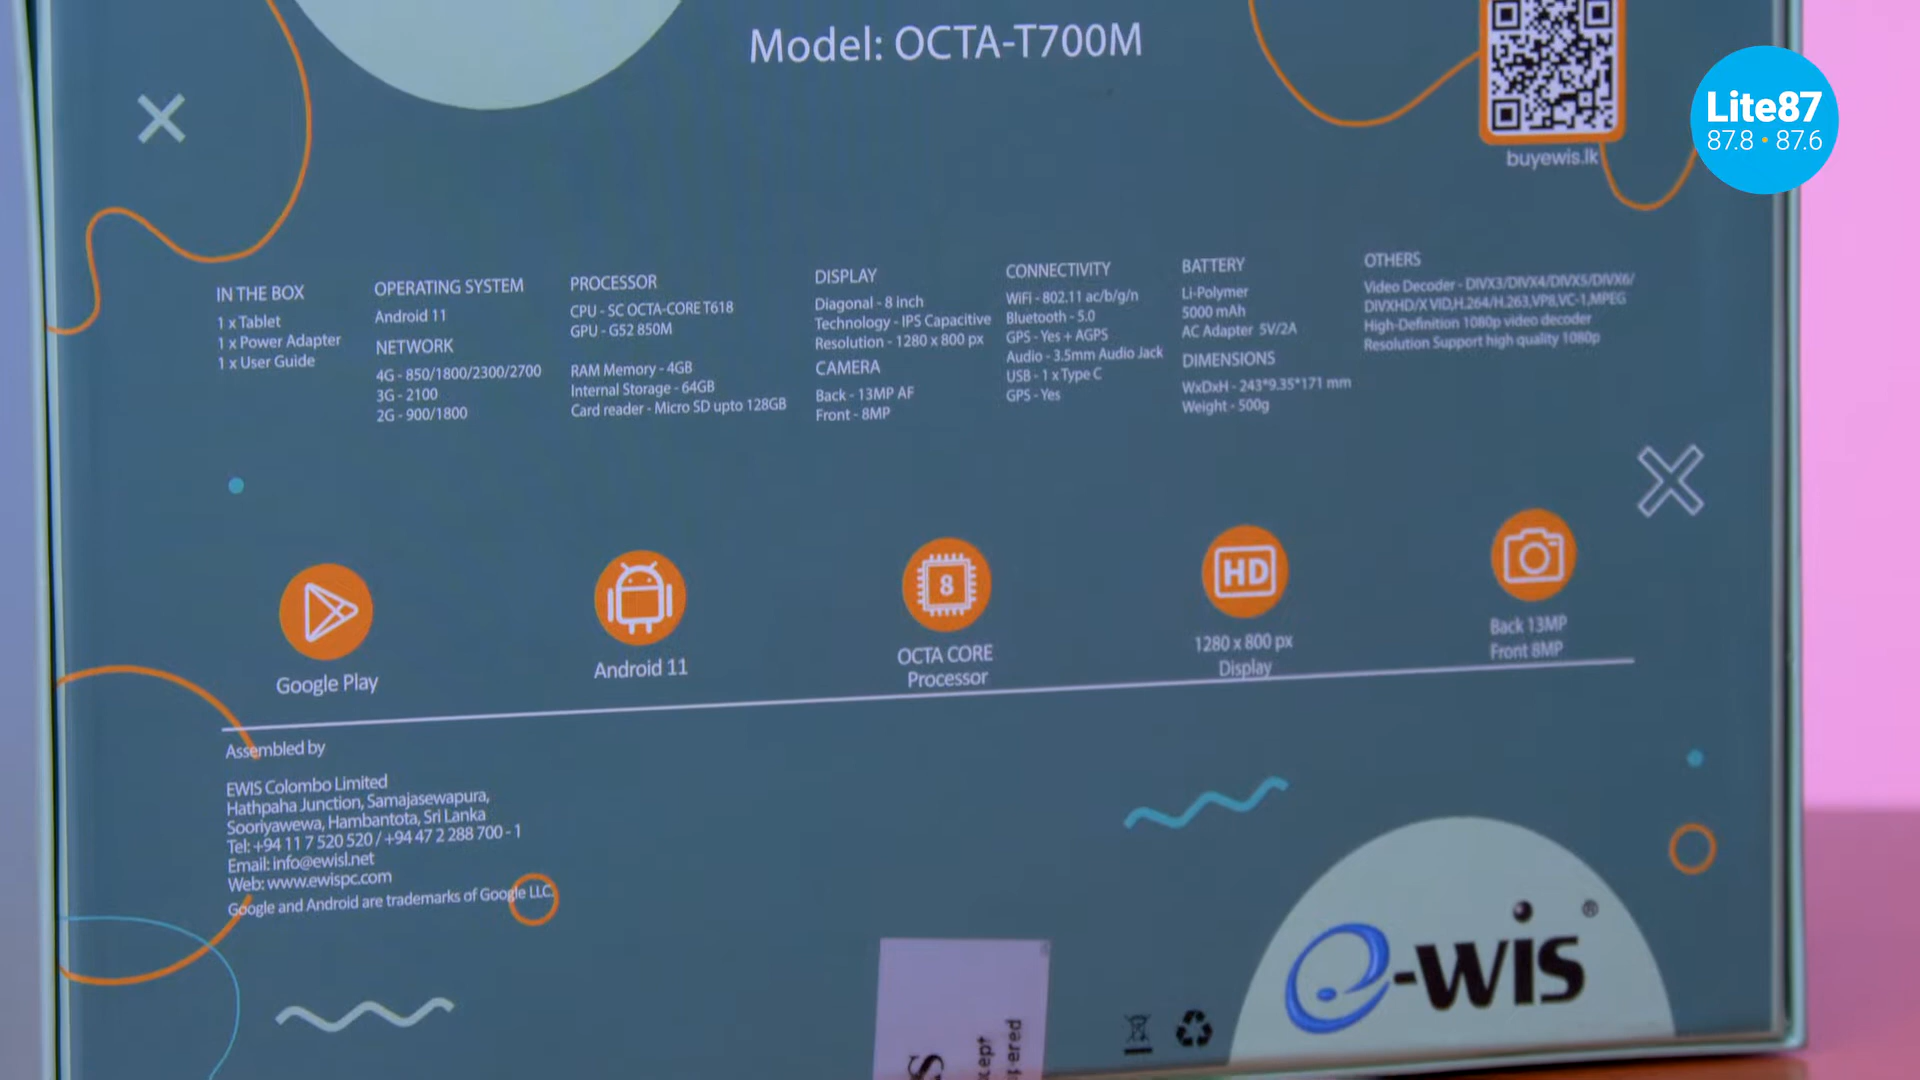 Model: OCTA-T700M
buyewis.lk
Lite87
87.8 • 87.6
IN THE BOX
1 x Tablet
1 x Power Adapter
1 x User Guide
OPERATING SYSTEM
Android 11
NETWORK
4G - 850/1800/2300/2700
3G - 2100
2G - 900/1800
PROCESSOR
CPU - SC OCTA-CORE T618
GPU - G52 850M
RAM Memory - 4GB
Internal Storage - 64GB
Card reader - Micro SD upto 128GB
DISPLAY
Diagonal - 8 inch
Technology - IPS Capacitive
Resolution - 1280 x 800 px
CAMERA
Back - 13MP AF
Front - 8MP
CONNECTIVITY
WiFi - 802.11 ac/b/g/n
Bluetooth - 5.0
GPS - Yes + AGPS
Audio - 3.5mm Audio Jack
USB - 1 x Type C
GPS - Yes
BATTERY
Li-Polymer
5000 mAh
AC Adapter 5V/2A
DIMENSIONS
WxDxH - 243*9.35*171 mm
Weight - 500g
OTHERS
Video Decoder - DIVX3/DIVX4/DIVX5/DIVX6/
DIVXHD/X VID,H.264/H.263,VP8,VC-1,MPEG
High-Definition 1080p video decoder
Resolution Support high quality 1080p
Google Play
Android 11
8
OCTA CORE
Processor
HD
1280 x 800 px
Display
Back 13MP
Front 8MP
Assembled by
EWIS Colombo Limited
Hathpaha Junction, Samajasewapura,
Sooriyawewa, Hambantota, Sri Lanka
Tel: +94 11 7 520 520 / +94 47 2 288 700 - 1
Email: info@ewisl.net
Web: www.ewispc.com
Google and Android are trademarks of Google LLC.
e-wis®